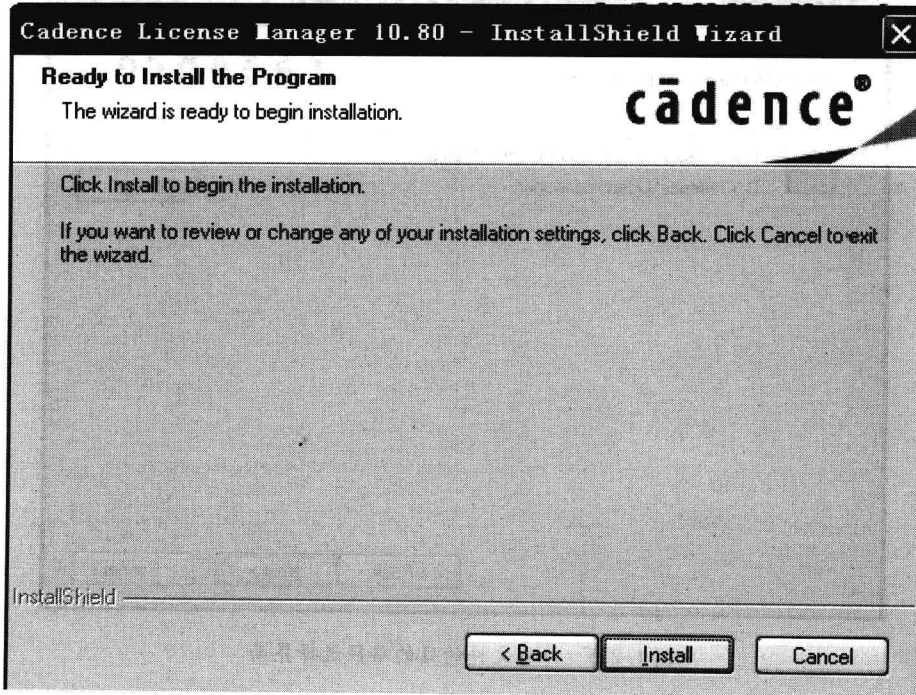 Cadence License Manager 10.80 - InstallShield Wizard
Ready to Install the Program
The wizard is ready to begin installation.
cādence®
Click Install to begin the installation.
If you want to review or change any of your installation settings, click Back. Click Cancel to exit
the wizard.
InstallShield
< Back
Install
Cancel